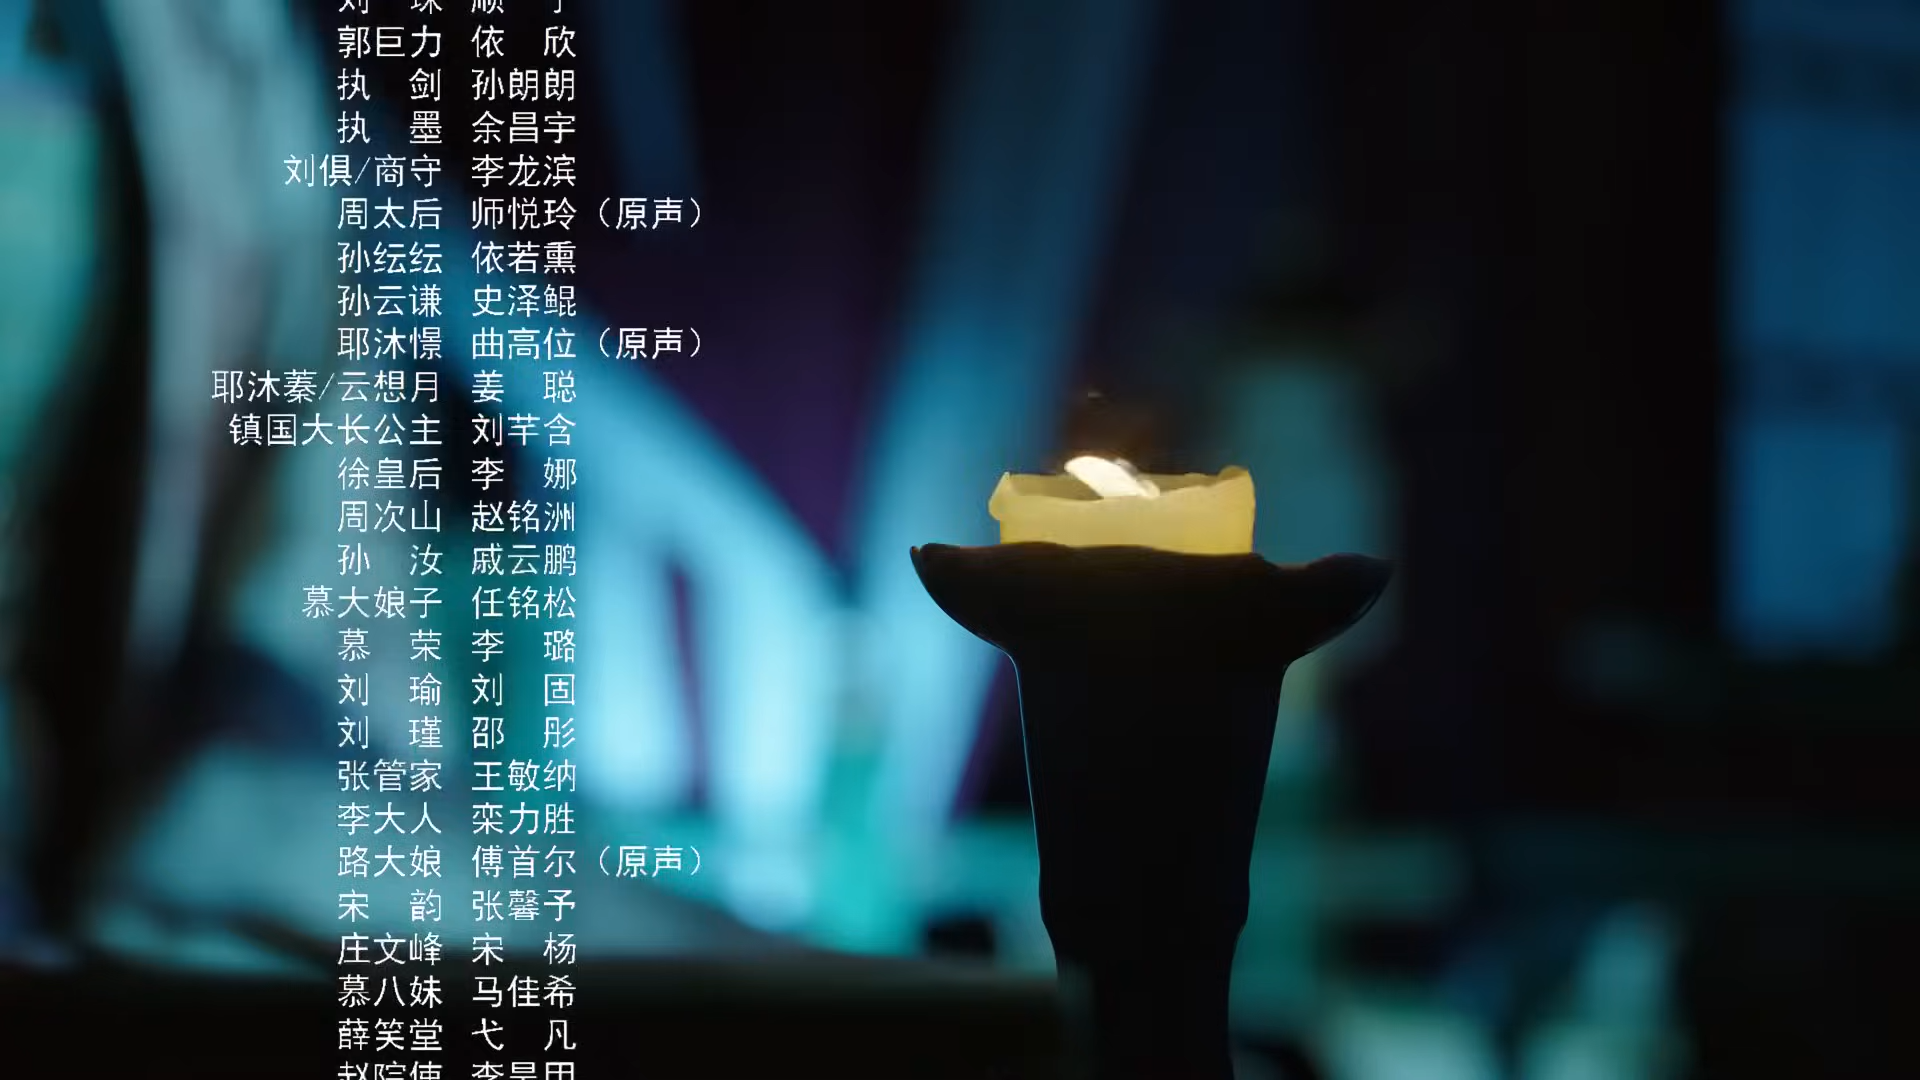 郭巨力 依 欣
执 剑 孙朗朗
执 墨 余昌宇
刘俱/商守 李龙滨
周太后 师悦玲（原声）
孙纭纭 依若熏
孙云谦 史泽鲲
耶沐憬 曲高位（原声）
耶沐蓁/云想月 姜 聪
镇国大长公主 刘芊含
徐皇后 李 娜
周次山 赵铭洲
孙 汝 戚云鹏
慕大娘子 任铭松
慕 荣 李 璐
刘 瑜 刘 固
刘 瑾 邵 彤
张管家 王敏纳
李大人 栾力胜
路大娘 傅首尔（原声）
宋 韵 张馨予
庄文峰 宋 杨
慕八妹 马佳希
薛笑堂 弋 凡